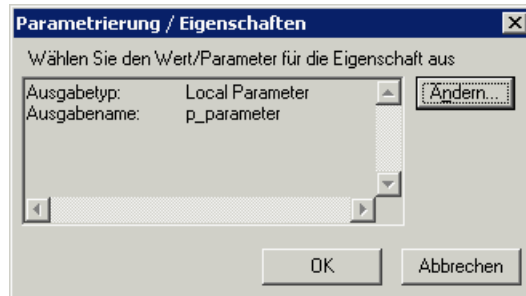 Parametrierung / Eigenschaften
Wählen Sie den Wert/Parameter für die Eigenschaft aus
Ausgabetyp: Local Parameter
Ausgabename: p_parameter
Ändern...
OK Abbrechen